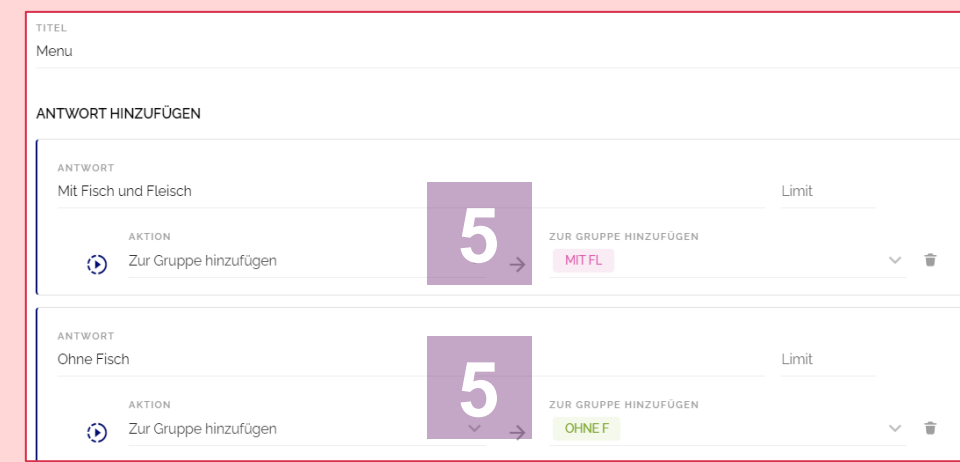 TITEL
Menu
ANTWORT HINZUFÜGEN
ANTWORT
Mit Fisch und Fleisch
Limit
AKTION
Zur Gruppe hinzufügen
5
ZUR GRUPPE HINZUFÜGEN
MIT FL
ANTWORT
Ohne Fisch
Limit
AKTION
Zur Gruppe hinzufügen
5
ZUR GRUPPE HINZUFÜGEN
OHNE F